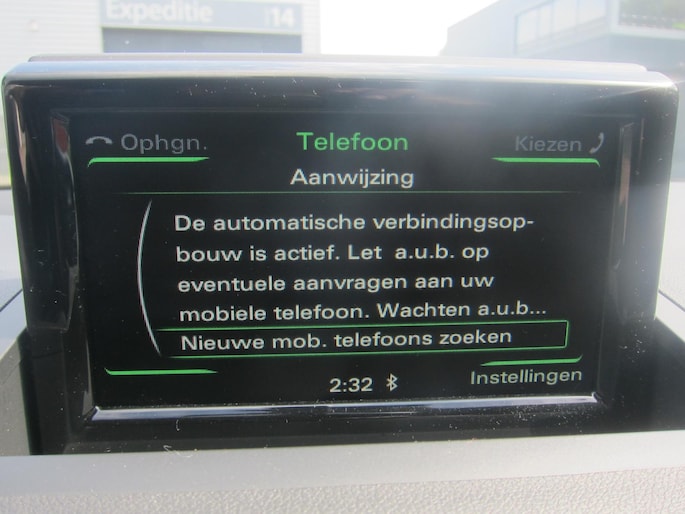 Expeditie 14
Ophgn. Telefoon Kiezen
Aanwijzing
De automatische verbindingsop-
bouw is actief. Let a.u.b. op
eventuele aanvragen aan uw
mobiele telefoon. Wachten a.u.b...
Nieuwe mob. telefoons zoeken
2:32
Instellingen